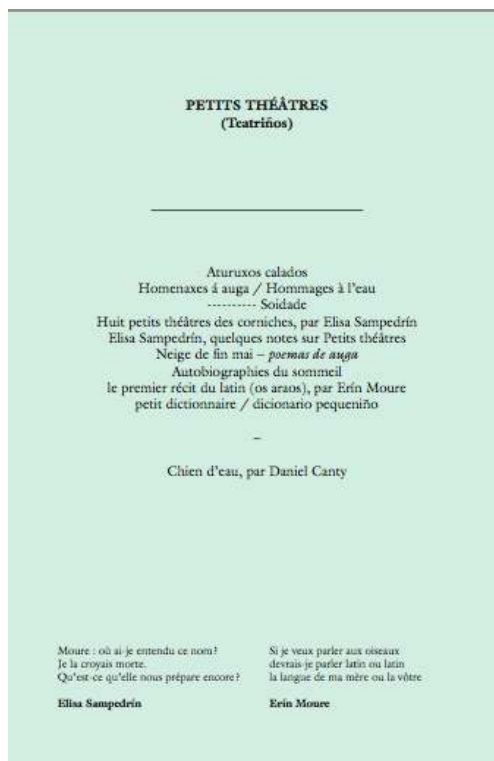 PETITS THÉÂTRES
(Teatriños)
Aturuxos calados
Homenaxes á auga / Hommages à l'eau
---------- Soidade
Huit petits théâtres des corniches, par Elisa Sampedrín
Elisa Sampedrín, quelques notes sur Petits théâtres
Neige de fin mai – poemas de auga
Autobiographies du sommeil
le premier récit du latin (os araos), par Erín Moure
petit dictionnaire / dicionario pequeniño
–
Chien d'eau, par Daniel Canty
Moure : où ai-je entendu ce nom?
Je la croyais morte.
Qu'est-ce qu'elle nous prépare encore?
Elisa Sampedrín
Si je veux parler aux oiseaux
devrais-je parler latin ou latin
la langue de ma mère ou la vôtre
Erín Moure